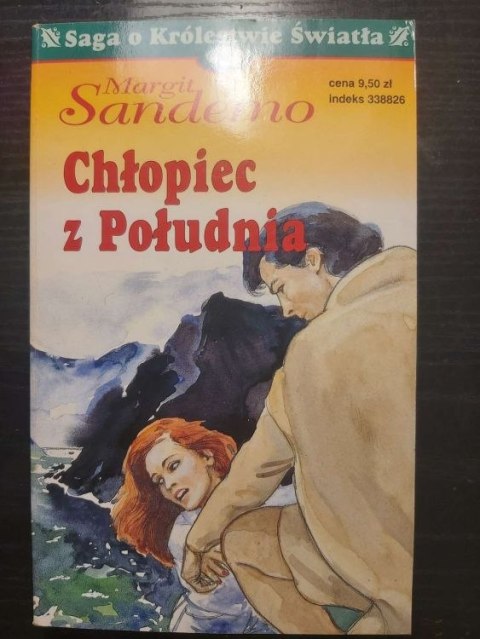 Saga o Królestwie Światła
Margit
Sandemo
cena 9,50 zł
indeks 338826
Chłopiec
z Południa